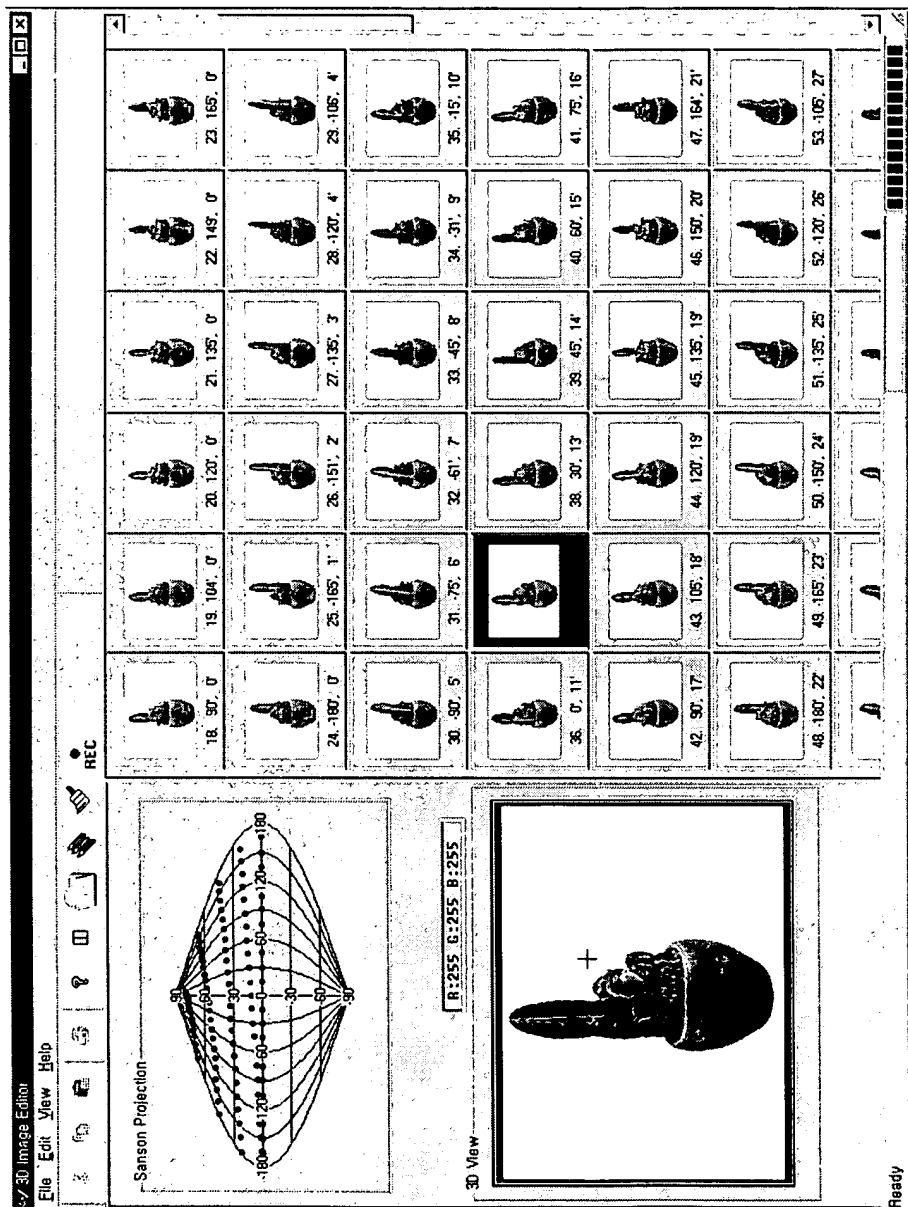 3D Image Editor
File Edit View Help
REC
Sanson Projection
90
60
30
-180 -120 -60 0 60 120 180
-30
-60
-90
R:255 G:255 B:255
3D View
18. 90', 0'
19. 104', 0'
20. 120', 0'
21. 135', 0'
22. 149', 0'
23. 165', 0'
24. -180', 0'
25. -165', 1'
26. -151', 2'
27. -135', 3'
28. -120', 4'
29. -106', 4'
30. -90', 5'
31. -75', 6'
32. -61', 7'
33. -45', 8'
34. -31', 9'
35. -15', 10'
36. 0', 11'
38. 30', 13'
39. 45', 14'
40. 60', 15'
41. 75', 16'
42. 90', 17'
43. 105', 18'
44. 120', 19'
45. 135', 19'
46. 150', 20'
47. 164', 21'
48. -180', 22'
49. -165', 23'
50. -150', 24'
51. -135', 25'
52. -120', 26'
53. -105', 27'
Ready